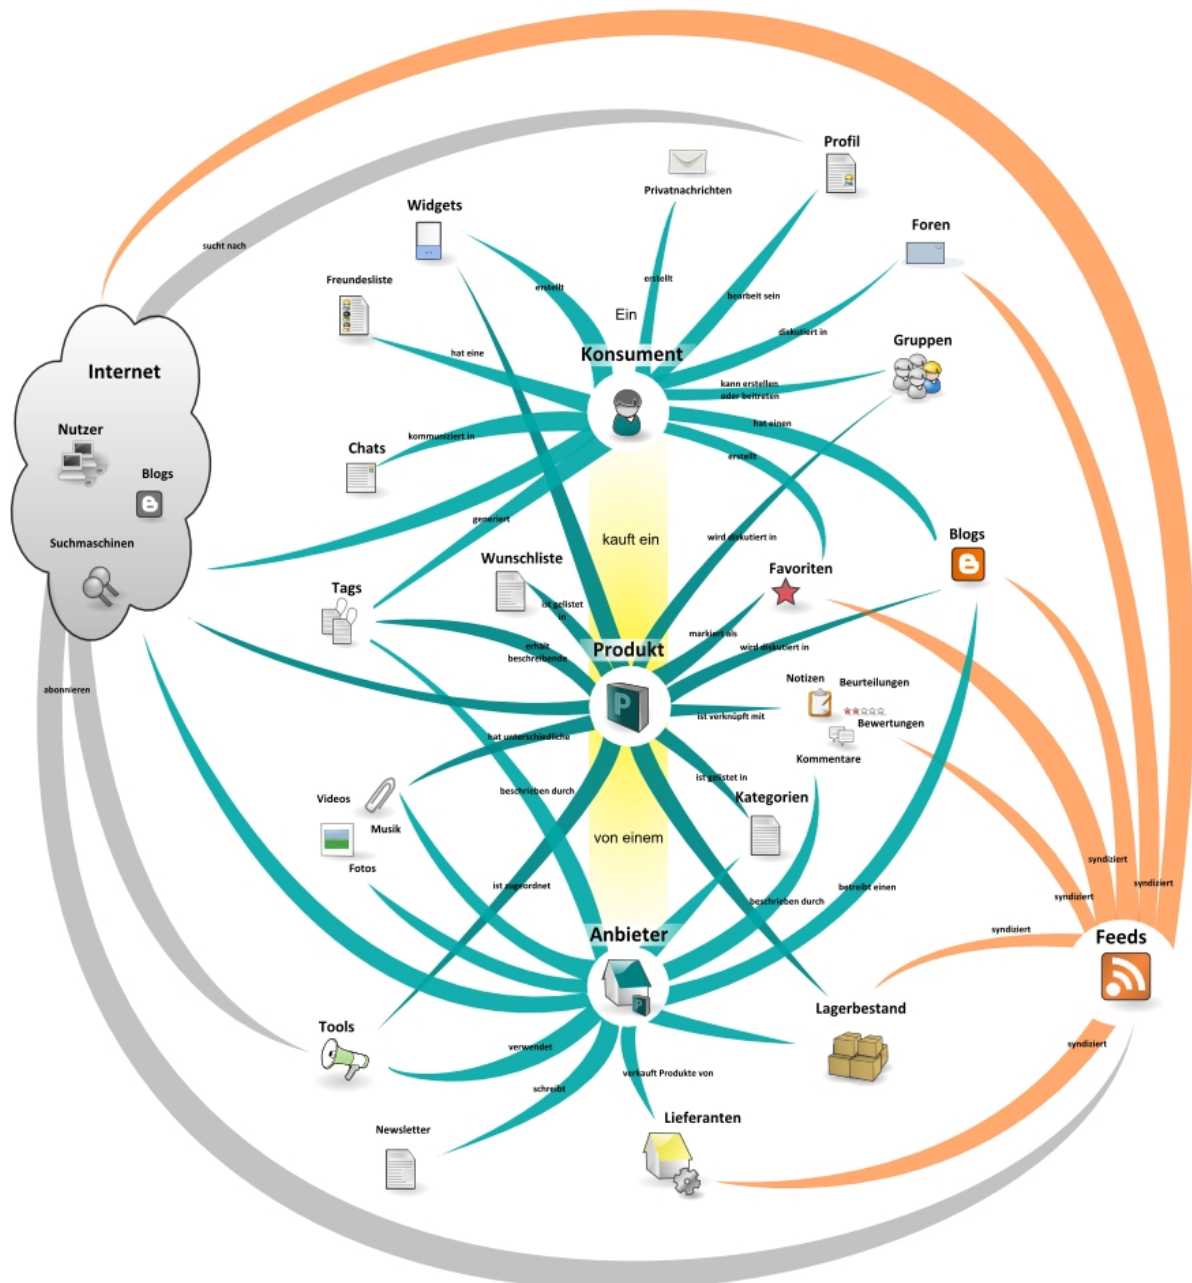 Profil
Privatnachrichten
Widgets
Foren
sucht nach
Freundesliste
erstellt
erstellt
bearbeit sein
Ein
diskutiert in
Konsument
Gruppen
hat eine
Internet
kann erstellen
oder beitreten
hat einen
Nutzer
kommuniziert in
Chats
erstellt
Blogs
generiert
kauft ein
wird diskutiert in
Blogs
Suchmaschinen
Wunschliste
Favoriten
Tags
ist gelistet
in
markiert als
erhält
beschreibende
Produkt
wird diskutiert in
Notizen
Beurteilungen
abonnieren
ist verknüpft mit
Bewertungen
hat unterschiedliche
Kommentare
ist gelistet in
beschrieben durch
Videos
Kategorien
Musik
von einem
Fotos
syndiziert
ist zugeordnet
betreibt einen
syndiziert
syndiziert
beschrieben durch
syndiziert
Anbieter
Feeds
Lagerbestand
Tools
verwendet
syndiziert
verkauft Produkte von
schreibt
Lieferanten
Newsletter
P
P